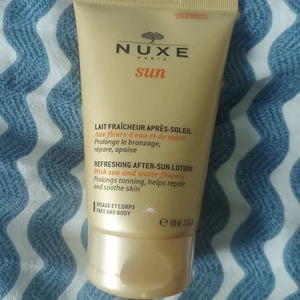 NUXE
PARIS
sun
LAIT FRAÎCHEUR APRÈS-SOLEIL
Aux fleurs d'eau et de soleil
Prolonge le bronzage,
répare, apaise
REFRESHING AFTER-SUN LOTION
With sun and water flowers
Prolongs tanning, helps repair
and soothe skin
VISAGE ET CORPS
FACE AND BODY
100 ml